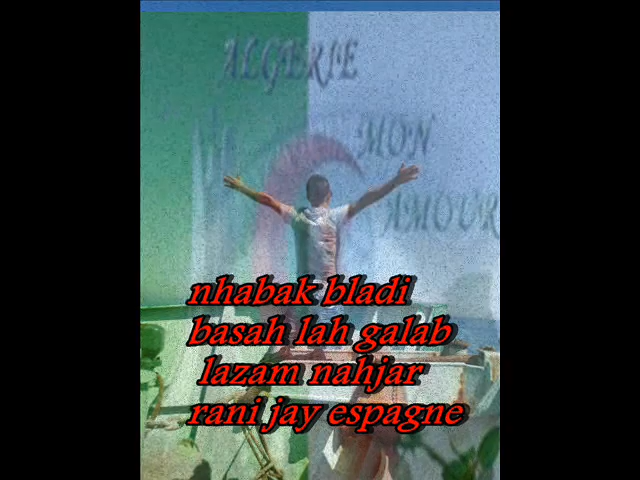 ALGERIE
MON
AMOUR
nhabak bladi
basah lah galab
lazam nahjar
rani jay espagne